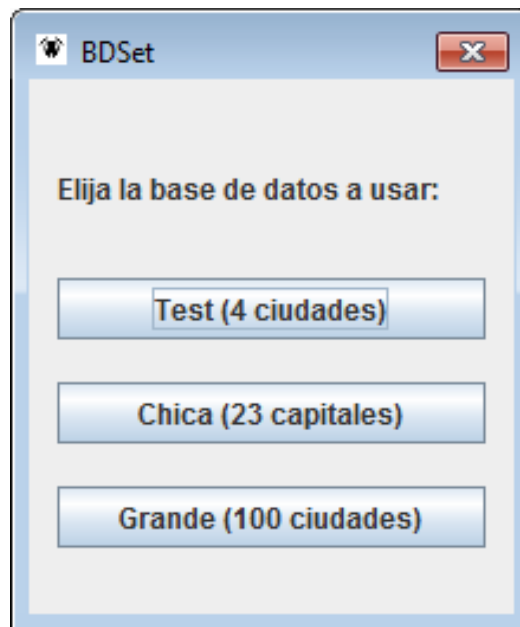 BDSet
Elija la base de datos a usar:
Test (4 ciudades)
Chica (23 capitales)
Grande (100 ciudades)